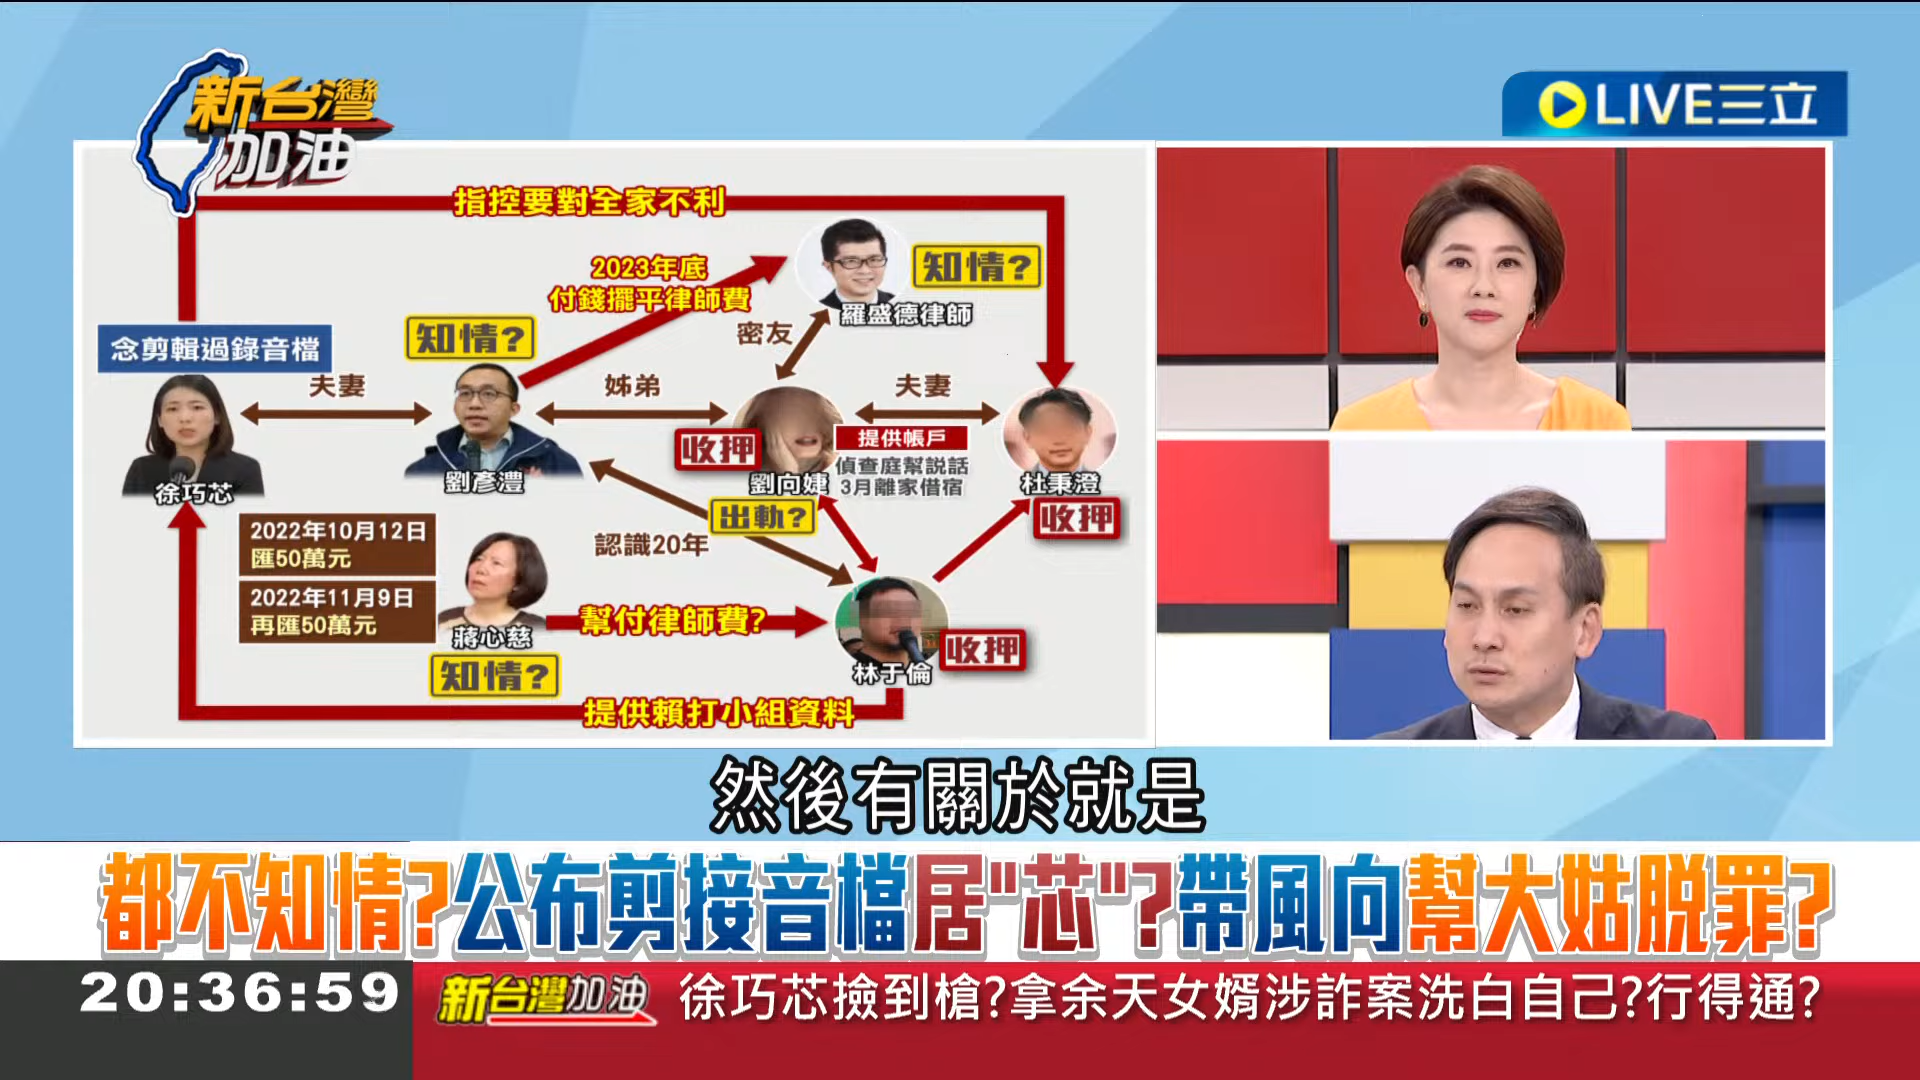 新台灣
加油
LIVE三立
指控要對全家不利
2023年底
付錢擺平律師費
知情?
羅盛德律師
密友
念剪輯過錄音檔
知情?
夫妻
姊弟
夫妻
收押
提供帳戶
偵查庭幫說話
3月離家借宿
徐巧芯
劉彥澧
劉向婕
杜秉澄
出軌?
收押
2022年10月12日
匯50萬元
認識20年
2022年11月9日
再匯50萬元
蔣心慈
幫付律師費?
知情?
林于倫
收押
提供賴打小組資料
然後有關於就是
都不知情?公布剪接音檔居"芯"?帶風向幫大姑脫罪?
20:36:59
新台灣加油
徐巧芯撿到槍?拿余天女婿涉詐案洗白自己?行得通?